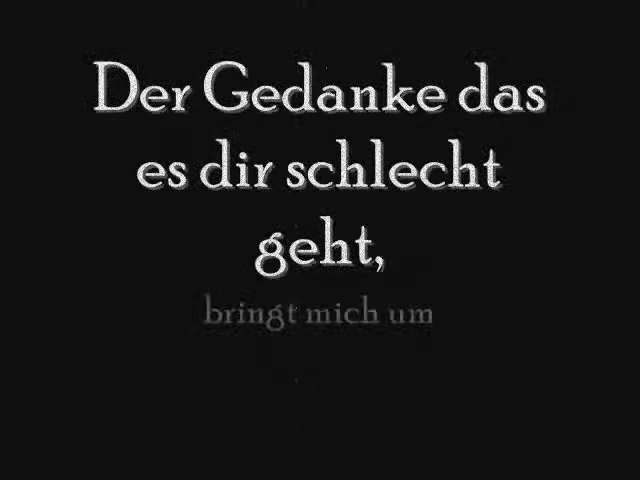 Der Gedanke das
es dir schlecht
geht,
bringt mich um